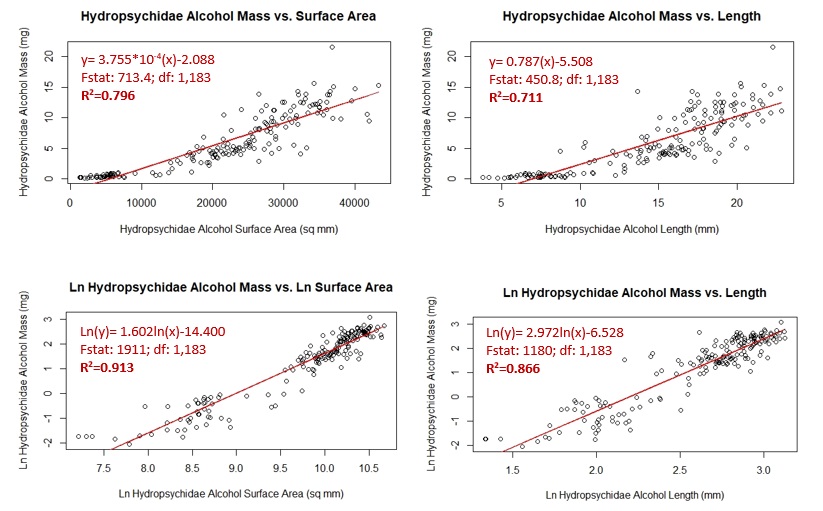 Hydropsychidae Alcohol Mass vs. Surface Area
Hydropsychidae Alcohol Mass (mg)
20
15
10
5
0
y= 3.755*10⁻⁴(x)-2.088
Fstat: 713.4; df: 1,183
R²=0.796
0 10000 20000 30000 40000
Hydropsychidae Alcohol Surface Area (sq mm)
Hydropsychidae Alcohol Mass vs. Length
Hydropsychidae Alcohol Mass (mg)
20
15
10
5
0
y= 0.787(x)-5.508
Fstat: 450.8; df: 1,183
R²=0.711
5 10 15 20
Hydropsychidae Alcohol Length (mm)
Ln Hydropsychidae Alcohol Mass vs. Ln Surface Area
Ln Hydropsychidae Alcohol Mass (mg)
3
2
1
0
-1
-2
Ln(y)= 1.602ln(x)-14.400
Fstat: 1911; df: 1,183
R²=0.913
7.5 8.0 8.5 9.0 9.5 10.0 10.5
Ln Hydropsychidae Alcohol Surface Area (sq mm)
Ln Hydropsychidae Alcohol Mass vs. Length
Ln Hydropsychidae Alcohol Mass (mg)
3
2
1
0
-1
-2
Ln(y)= 2.972ln(x)-6.528
Fstat: 1180; df: 1,183
R²=0.866
1.5 2.0 2.5 3.0
Ln Hydropsychidae Alcohol Length (mm)